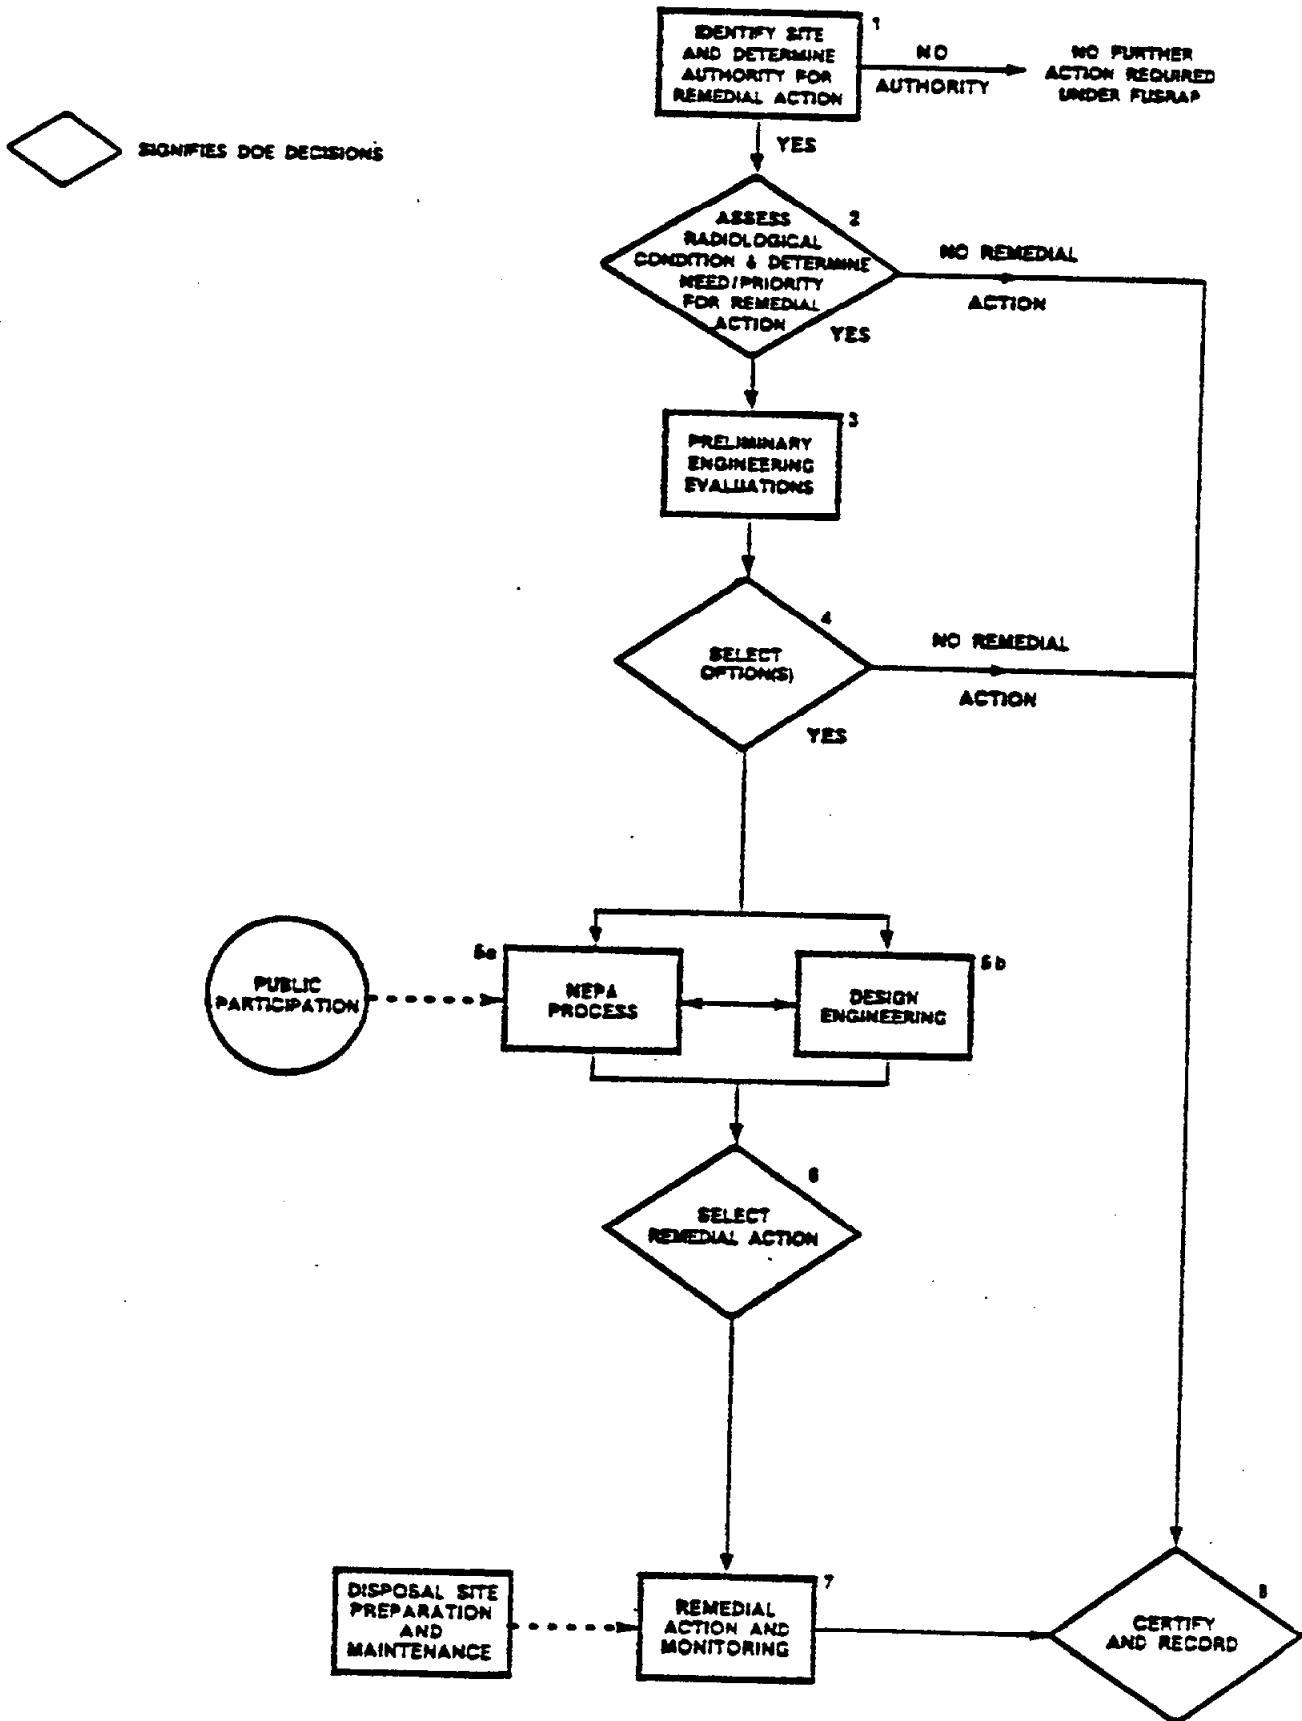 IDENTIFY SITE
AND DETERMINE
AUTHORITY FOR
REMEDIAL ACTION
1
NO
AUTHORITY
NO FURTHER
ACTION REQUIRED
UNDER FUSRAP
YES
SIGNIFIES DOE DECISIONS
ASSESS
RADIOLOGICAL
CONDITION & DETERMINE
NEED/PRIORITY
FOR REMEDIAL
ACTION
2
NO REMEDIAL
ACTION
YES
PRELIMINARY
ENGINEERING
EVALUATIONS
3
SELECT
OPTION(S)
4
NO REMEDIAL
ACTION
YES
PUBLIC
PARTICIPATION
5a
NEPA
PROCESS
5b
DESIGN
ENGINEERING
SELECT
REMEDIAL ACTION
6
DISPOSAL SITE
PREPARATION
AND
MAINTENANCE
REMEDIAL
ACTION AND
MONITORING
7
CERTIFY
AND RECORD
8